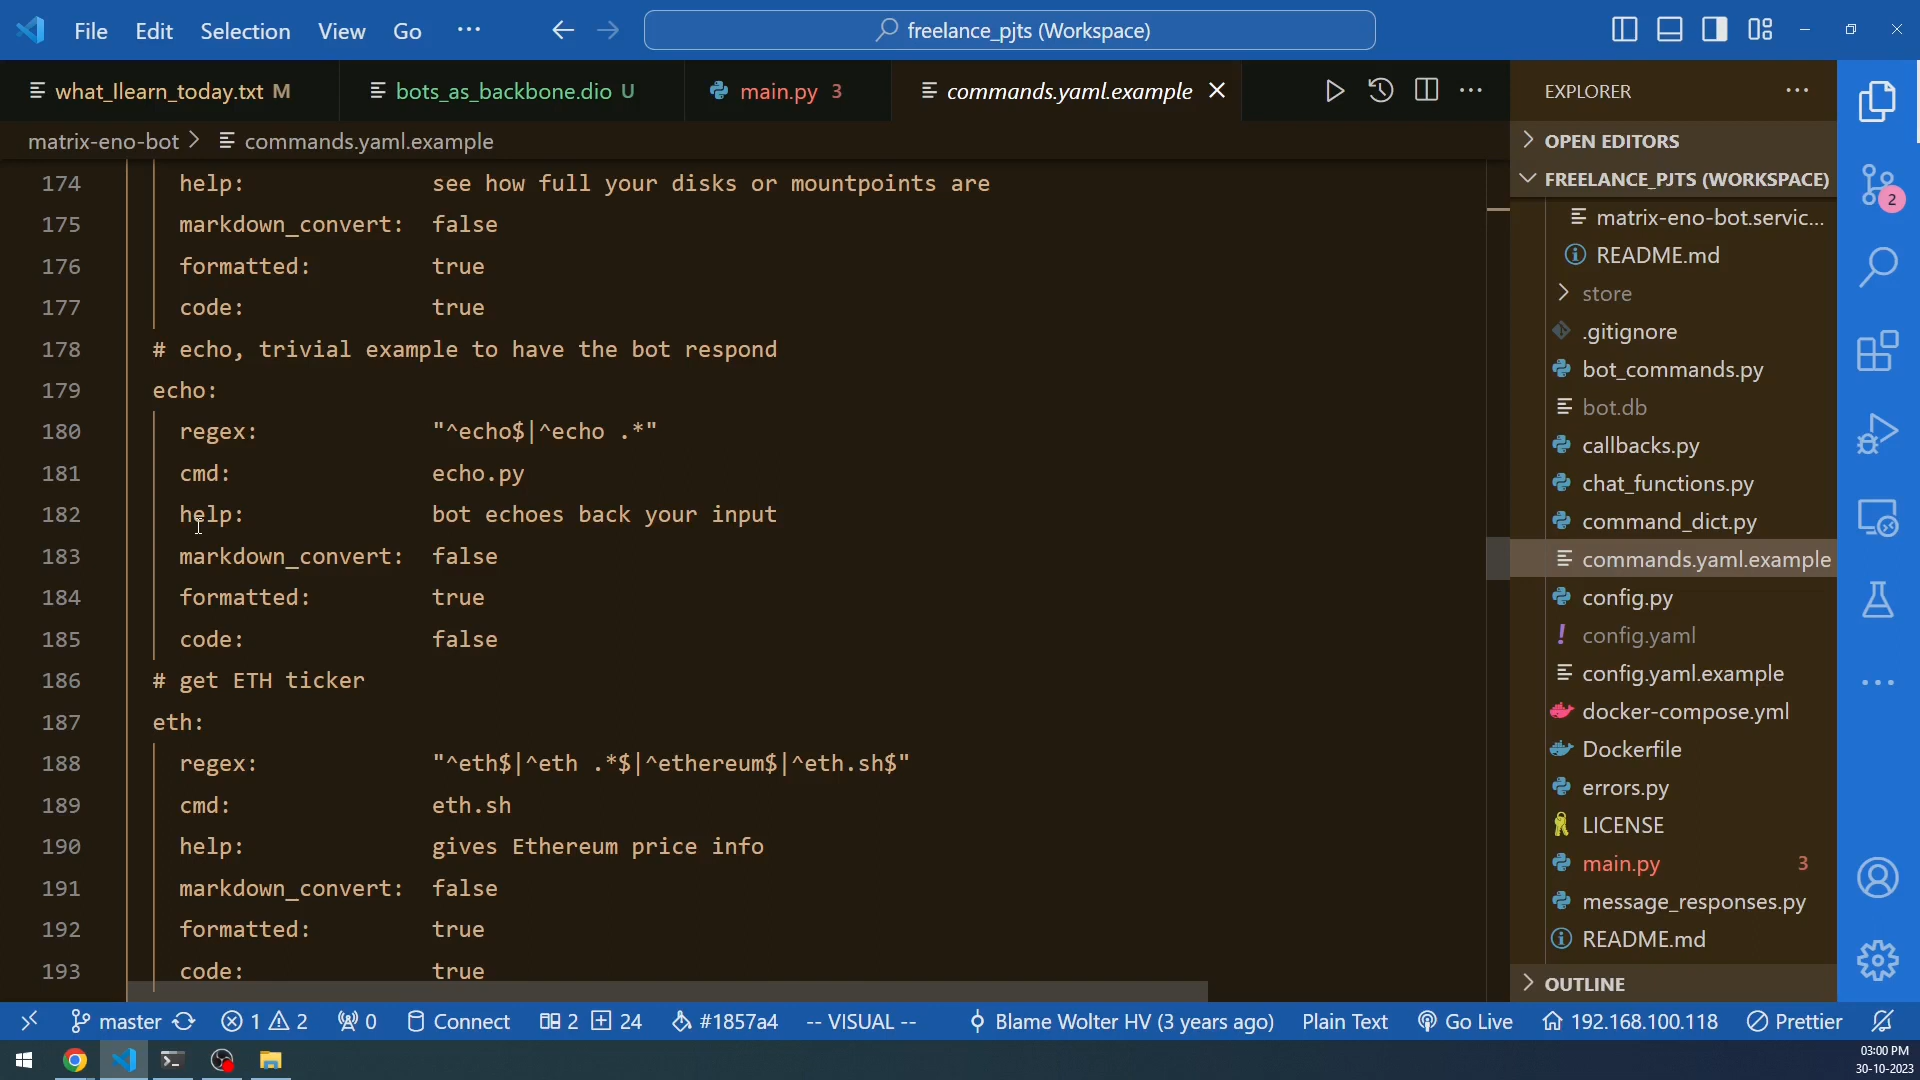 File Edit Selection View Go ···
freelance_pjts (Workspace)
what_Ilearn_today.txt M
bots_as_backbone.dio U
main.py 3
commands.yaml.example
EXPLORER
matrix-eno-bot > commands.yaml.example
174 help: see how full your disks or mountpoints are
175 markdown_convert: false
176 formatted: true
177 code: true
178 # echo, trivial example to have the bot respond
179 echo:
180 regex: "^echo$|^echo .*"
181 cmd: echo.py
182 help: bot echoes back your input
183 markdown_convert: false
184 formatted: true
185 code: false
186 # get ETH ticker
187 eth:
188 regex: "^eth$|^eth .*$|^ethereum$|^eth.sh$"
189 cmd: eth.sh
190 help: gives Ethereum price info
191 markdown_convert: false
192 formatted: true
193 code: true
OPEN EDITORS
FREELANCE_PJTS (WORKSPACE)
matrix-eno-bot.servic...
README.md
store
.gitignore
bot_commands.py
bot.db
callbacks.py
chat_functions.py
command_dict.py
commands.yaml.example
config.py
config.yaml
config.yaml.example
docker-compose.yml
Dockerfile
errors.py
LICENSE
main.py 3
message_responses.py
README.md
OUTLINE
2
master 1 2 0 Connect 2 24 #1857a4 -- VISUAL -- Blame Wolter HV (3 years ago) Plain Text Go Live 192.168.100.118 Prettier
03:00 PM
30-10-2023